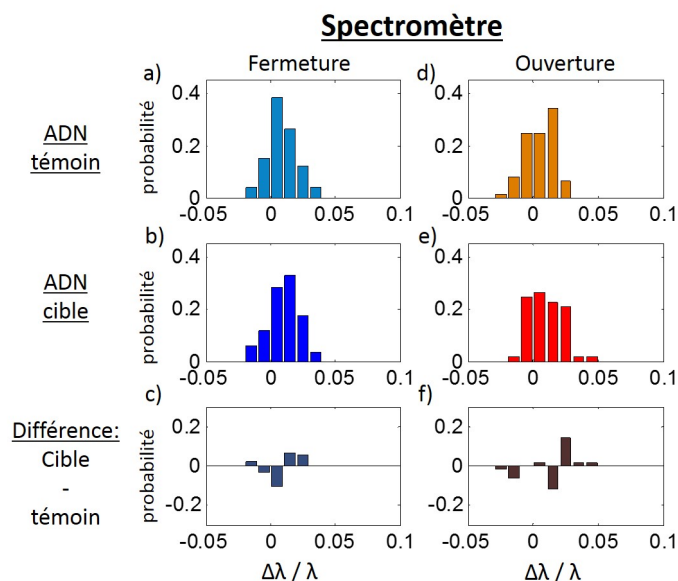 Spectromètre
Fermeture
Ouverture
a)
d)
ADN
témoin
probabilité
0.4
0.2
0
-0.05
0
0.05
0.1
0.4
0.2
0
-0.05
0
0.05
0.1
b)
e)
ADN
cible
probabilité
0.4
0.2
0
-0.05
0
0.05
0.1
0.4
0.2
0
-0.05
0
0.05
0.1
c)
f)
Différence:
Cible
-
témoin
probabilité
0.2
0
-0.2
-0.05
0
0.05
0.1
0.2
0
-0.2
-0.05
0
0.05
0.1
Δλ / λ
Δλ / λ